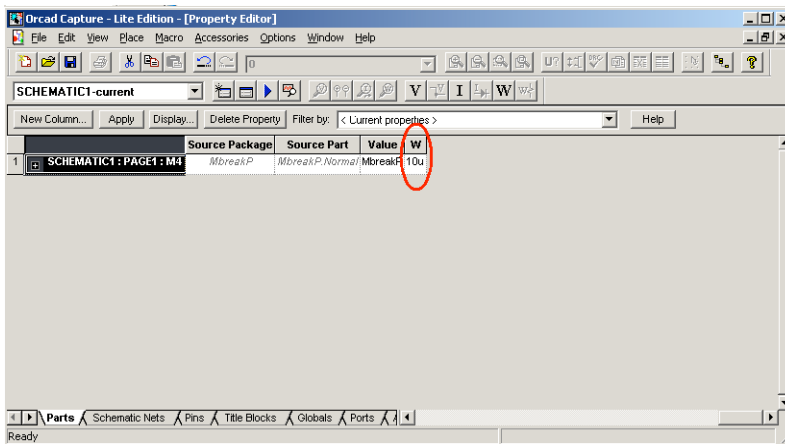 Orcad Capture - Lite Edition - [Property Editor]
File Edit View Place Macro Accessories Options Window Help
0
U?
SCHEMATIC1-current
V I W
New Column... Apply Display... Delete Property Filter by: < Current properties > Help
Source Package Source Part Value W
1 SCHEMATIC1 : PAGE1 : M4 MbreakP MbreakP.Normal MbreakP 10u
Parts Schematic Nets Pins Title Blocks Globals Ports
Ready